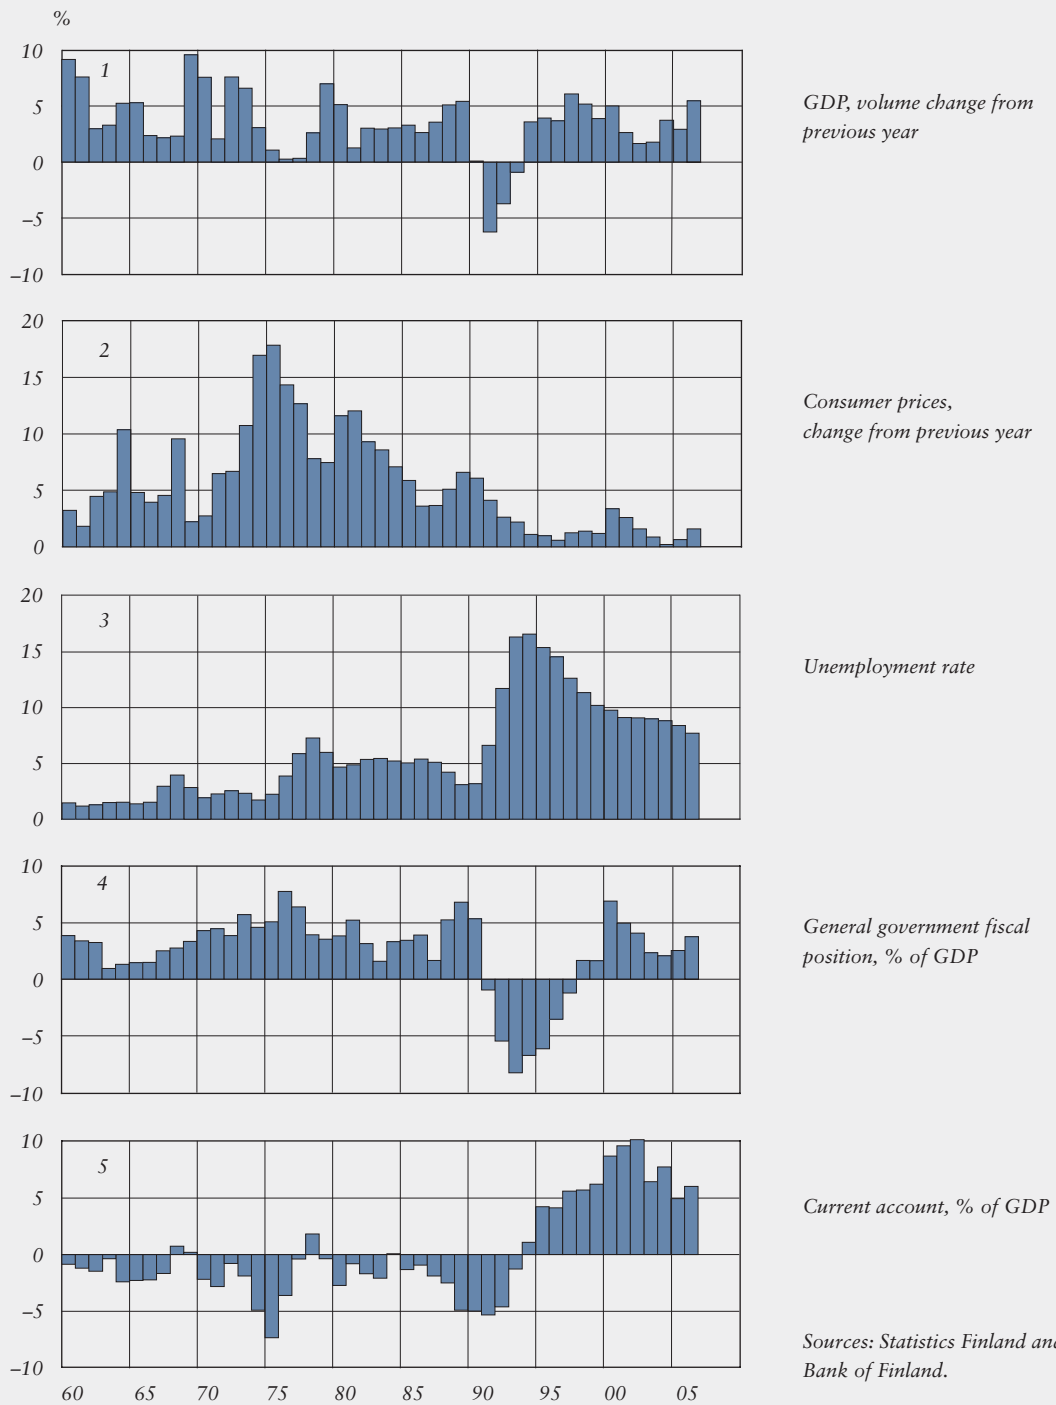 %
10
1
5
0
–5
–10
GDP, volume change from
previous year
20
2
15
10
5
0
Consumer prices,
change from previous year
20
3
15
10
5
0
Unemployment rate
10
4
5
0
–5
–10
General government fiscal
position, % of GDP
10
5
5
0
–5
–10
Current account, % of GDP
60 65 70 75 80 85 90 95 00 05
Sources: Statistics Finland and
Bank of Finland.